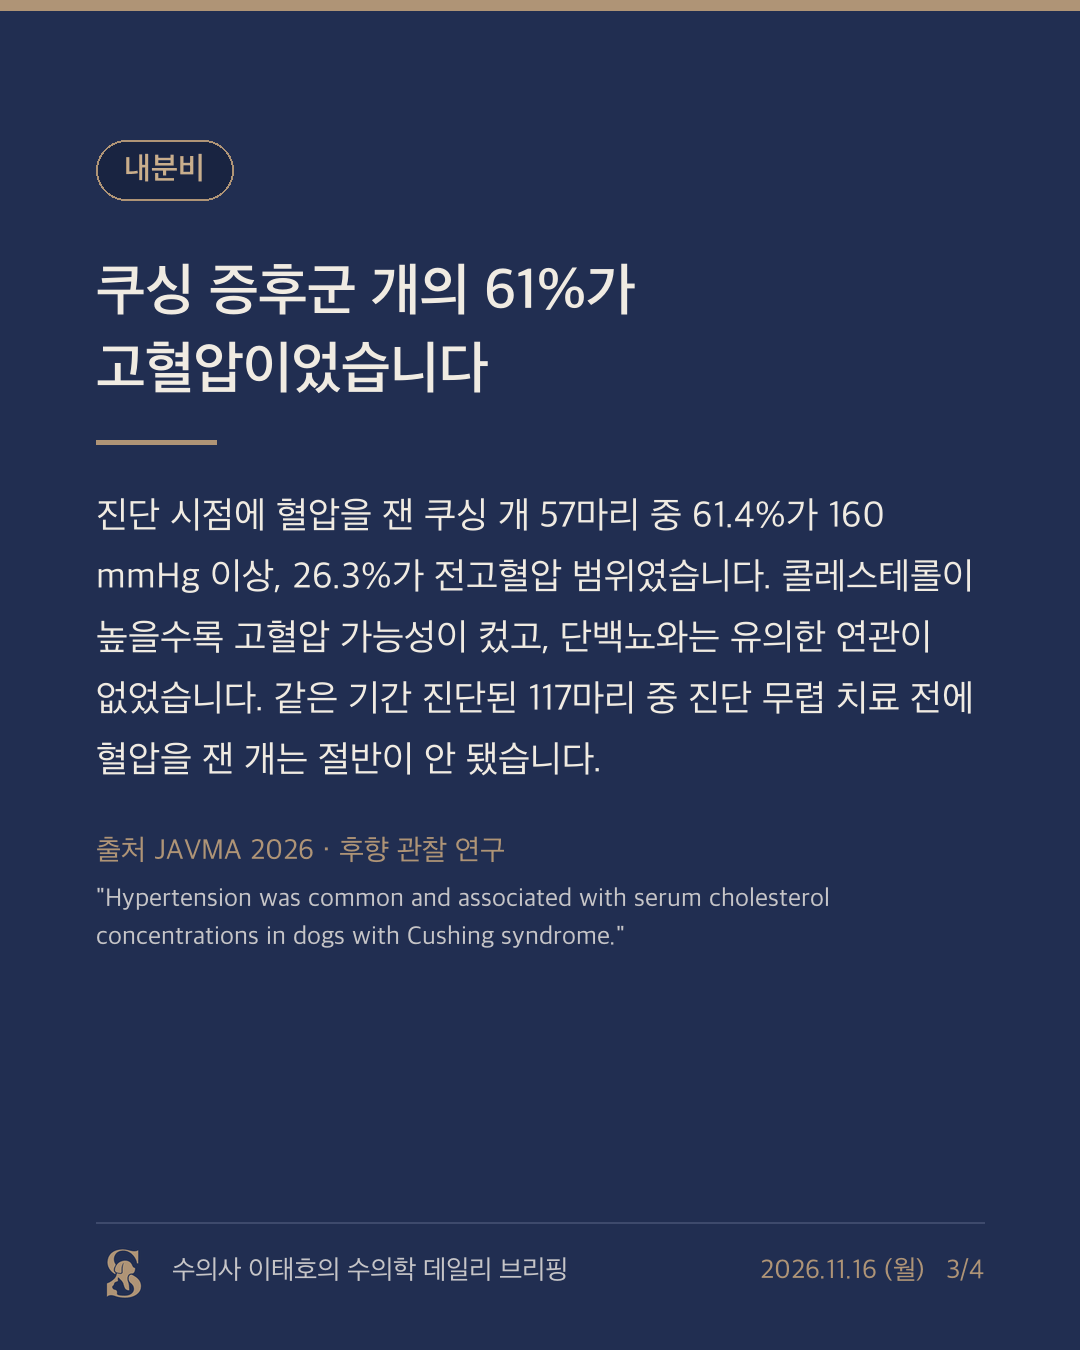 내분비
쿠싱 증후군 개의 61%가
고혈압이었습니다
진단 시점에 혈압을 잰 쿠싱 개 57마리 중 61.4%가 160
mmHg 이상, 26.3%가 전고혈압 범위였습니다. 콜레스테롤이
높을수록 고혈압 가능성이 컸고, 단백뇨와는 유의한 연관이
없었습니다. 같은 기간 진단된 117마리 중 진단 무렵 치료 전에
혈압을 잰 개는 절반이 안 됐습니다.
출처 JAVMA 2026 · 후향 관찰 연구
"Hypertension was common and associated with serum cholesterol
concentrations in dogs with Cushing syndrome."
수의사 이태호의 수의학 데일리 브리핑
2026.11.16 (월) 3/4